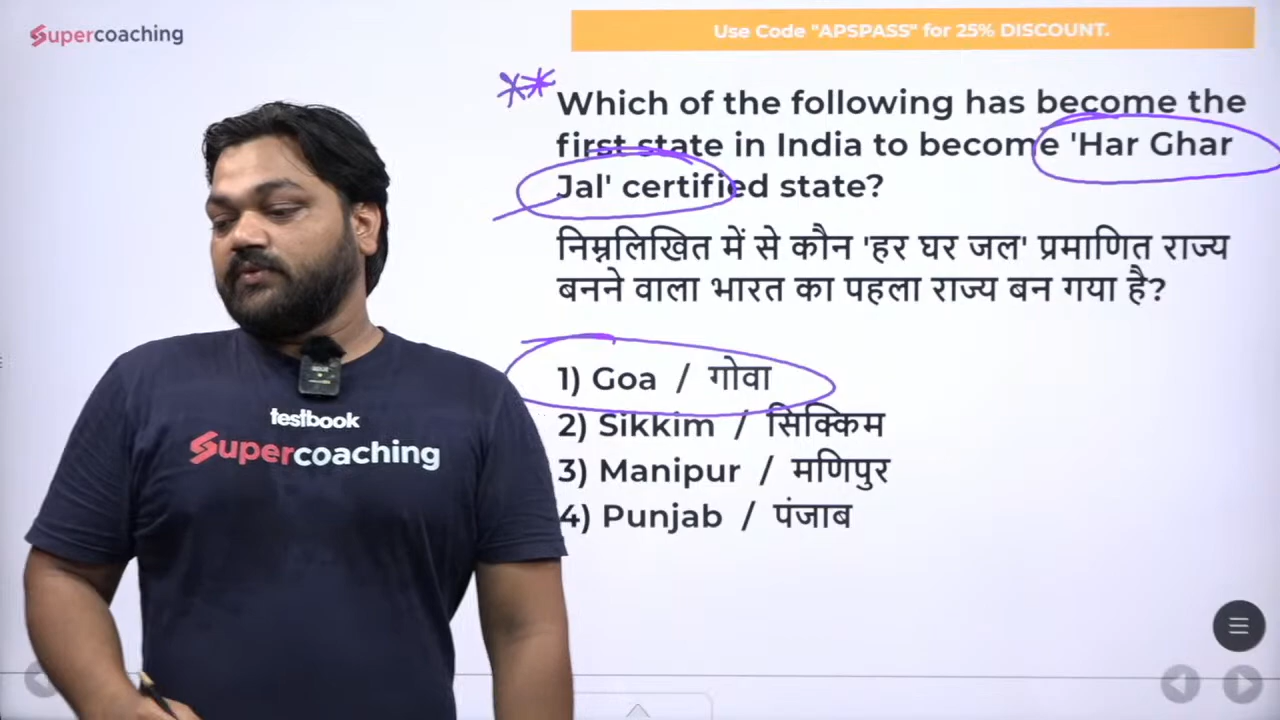 Supercoaching
Use Code "APSPASS" for 25% DISCOUNT.
Which of the following has become the
first state in India to become 'Har Ghar
Jal' certified state?
निम्नलिखित में से कौन 'हर घर जल' प्रमाणित राज्य
बनने वाला भारत का पहला राज्य बन गया है?
1) Goa / गोवा
2) Sikkim / सिक्किम
3) Manipur / मणिपुर
4) Punjab / पंजाब
testbook
Supercoaching